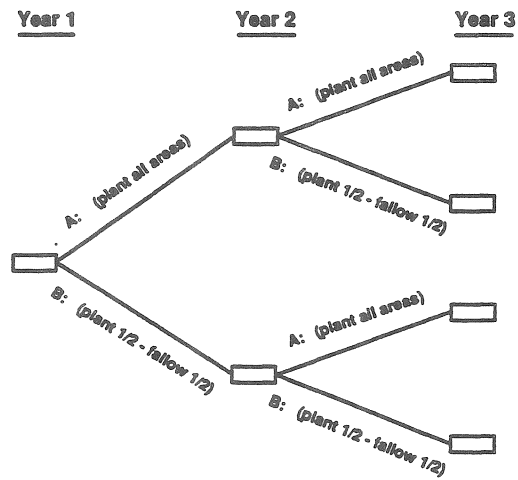 Year 1
Year 2
Year 3
A: (plant all areas)
B: (plant 1/2 - fallow 1/2)
A: (plant all areas)
B: (plant 1/2 - fallow 1/2)
A: (plant all areas)
B: (plant 1/2 - fallow 1/2)